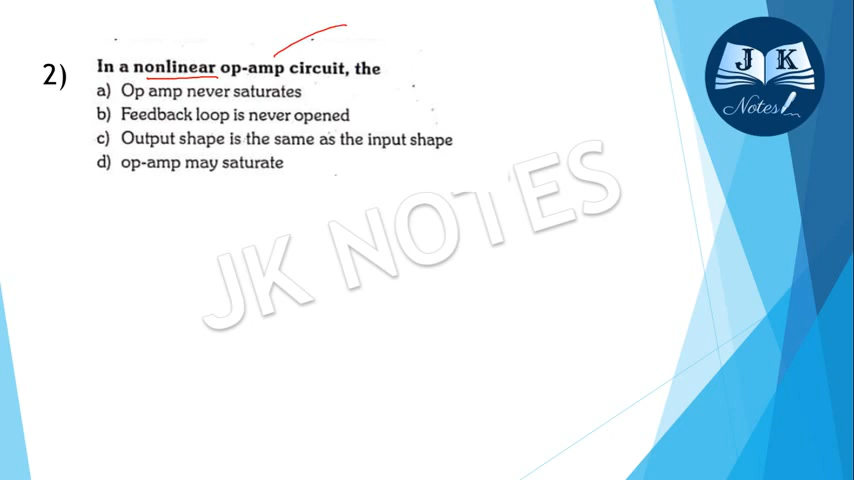 J K
Notes
2) In a nonlinear op-amp circuit, the
a) Op amp never saturates
b) Feedback loop is never opened
c) Output shape is the same as the input shape
d) op-amp may saturate
JK NOTES